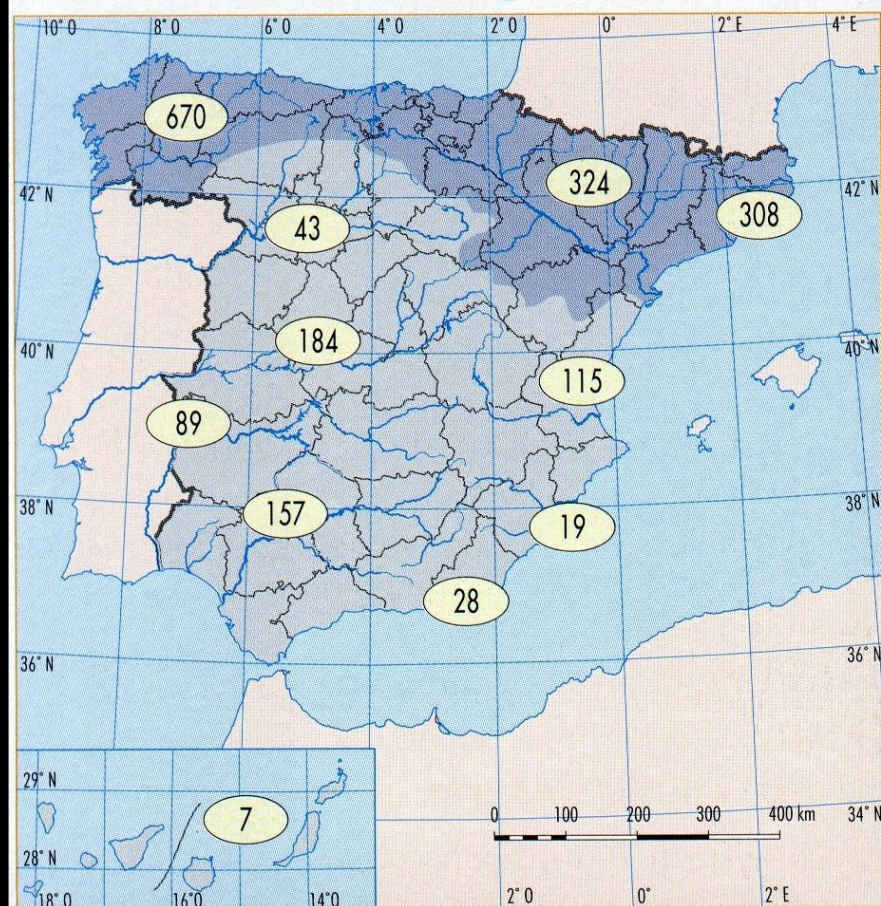 10° O 8° O 6° O 4° O 2° O 0° 2° E 4° E
670
324
42° N 42° N
308
43
184
40° N 40° N
115
89
38° N 38° N
157
19
28
36° N 36° N
29° N
7
0 100 200 300 400 km 34° N
28° N
18° O 16° O 14° O 2° O 0° 2° E